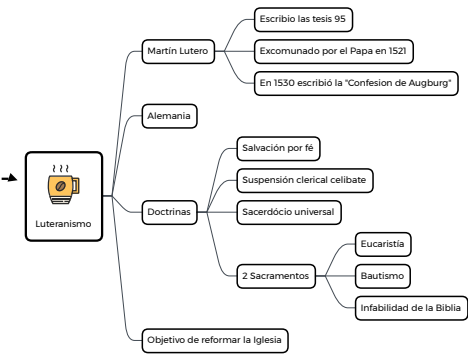 Luteranismo
Martín Lutero
Escribio las tesis 95
Excomunado por el Papa en 1521
En 1530 escribió la "Confesion de Augburg"
Alemania
Doctrinas
Salvación por fé
Suspensión clerical celibate
Sacerdócio universal
2 Sacramentos
Eucaristía
Bautismo
Infabilidad de la Biblia
Objetivo de reformar la Iglesia